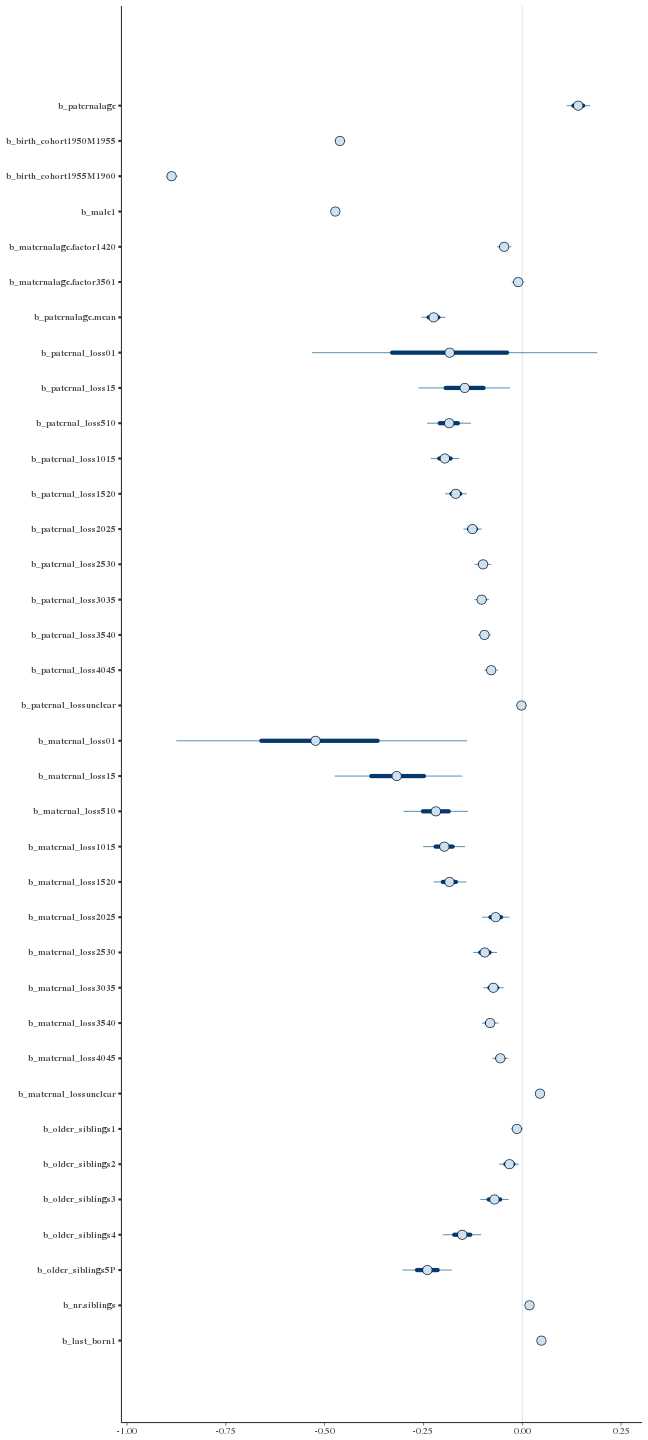 b_paternalage
b_birth_cohort1950M1955
b_birth_cohort1955M1960
b_male1
b_maternalage.factor1420
b_maternalage.factor3561
b_paternalage.mean
b_paternal_loss01
b_paternal_loss15
b_paternal_loss510
b_paternal_loss1015
b_paternal_loss1520
b_paternal_loss2025
b_paternal_loss2530
b_paternal_loss3035
b_paternal_loss3540
b_paternal_loss4045
b_paternal_lossunclear
b_maternal_loss01
b_maternal_loss15
b_maternal_loss510
b_maternal_loss1015
b_maternal_loss1520
b_maternal_loss2025
b_maternal_loss2530
b_maternal_loss3035
b_maternal_loss3540
b_maternal_loss4045
b_maternal_lossunclear
b_older_siblings1
b_older_siblings2
b_older_siblings3
b_older_siblings4
b_older_siblings5P
b_nr.siblings
b_last_born1
-1.00 -0.75 -0.50 -0.25 0.00 0.25